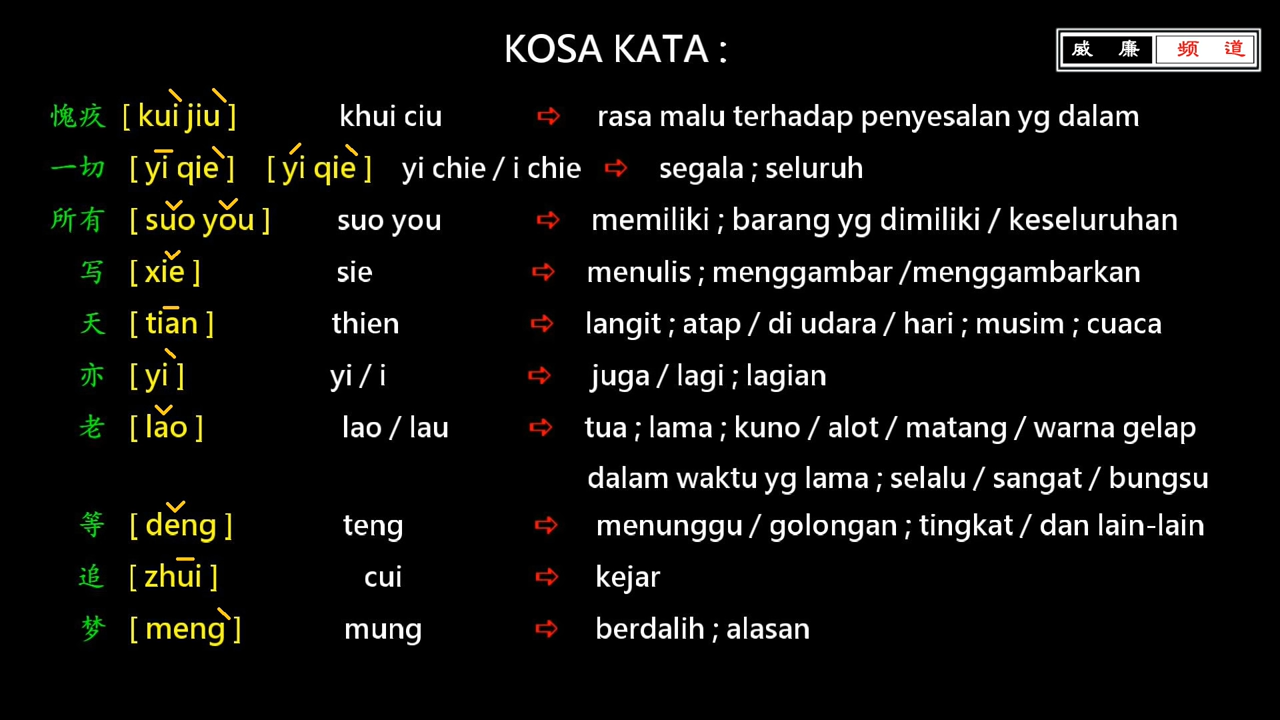 KOSA KATA :
威 廉 频 道
愧疚 [ kuì jiù ] khui ciu ➪ rasa malu terhadap penyesalan yg dalam
一切 [ yī qiè ] [ yí qiè ] yi chie / i chie ➪ segala ; seluruh
所有 [ suǒ yǒu ] suo you ➪ memiliki ; barang yg dimiliki / keseluruhan
写 [ xiě ] sie ➪ menulis ; menggambar /menggambarkan
天 [ tiān ] thien ➪ langit ; atap / di udara / hari ; musim ; cuaca
亦 [ yì ] yi / i ➪ juga / lagi ; lagian
老 [ lǎo ] lao / lau ➪ tua ; lama ; kuno / alot / matang / warna gelap
dalam waktu yg lama ; selalu / sangat / bungsu
等 [ děng ] teng ➪ menunggu / golongan ; tingkat / dan lain-lain
追 [ zhūi ] cui ➪ kejar
梦 [ meng̀ ] mung ➪ berdalih ; alasan